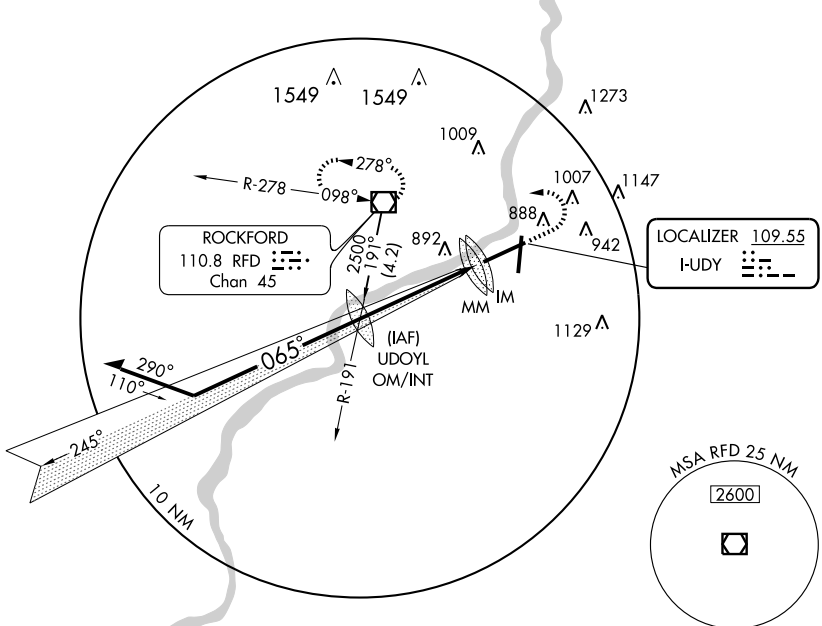 1549
1549
1273
1009
278°
R-278
098°
1007
1147
888
942
ROCKFORD
110.8 RFD
Chan 45
2500
191°
(4.2)
892
LOCALIZER 109.55
I-UDY
MM
IM
1129
(IAF)
UDOYL
OM/INT
065°
290°
110°
R-191
245°
10 NM
MSA RFD 25 NM
2600